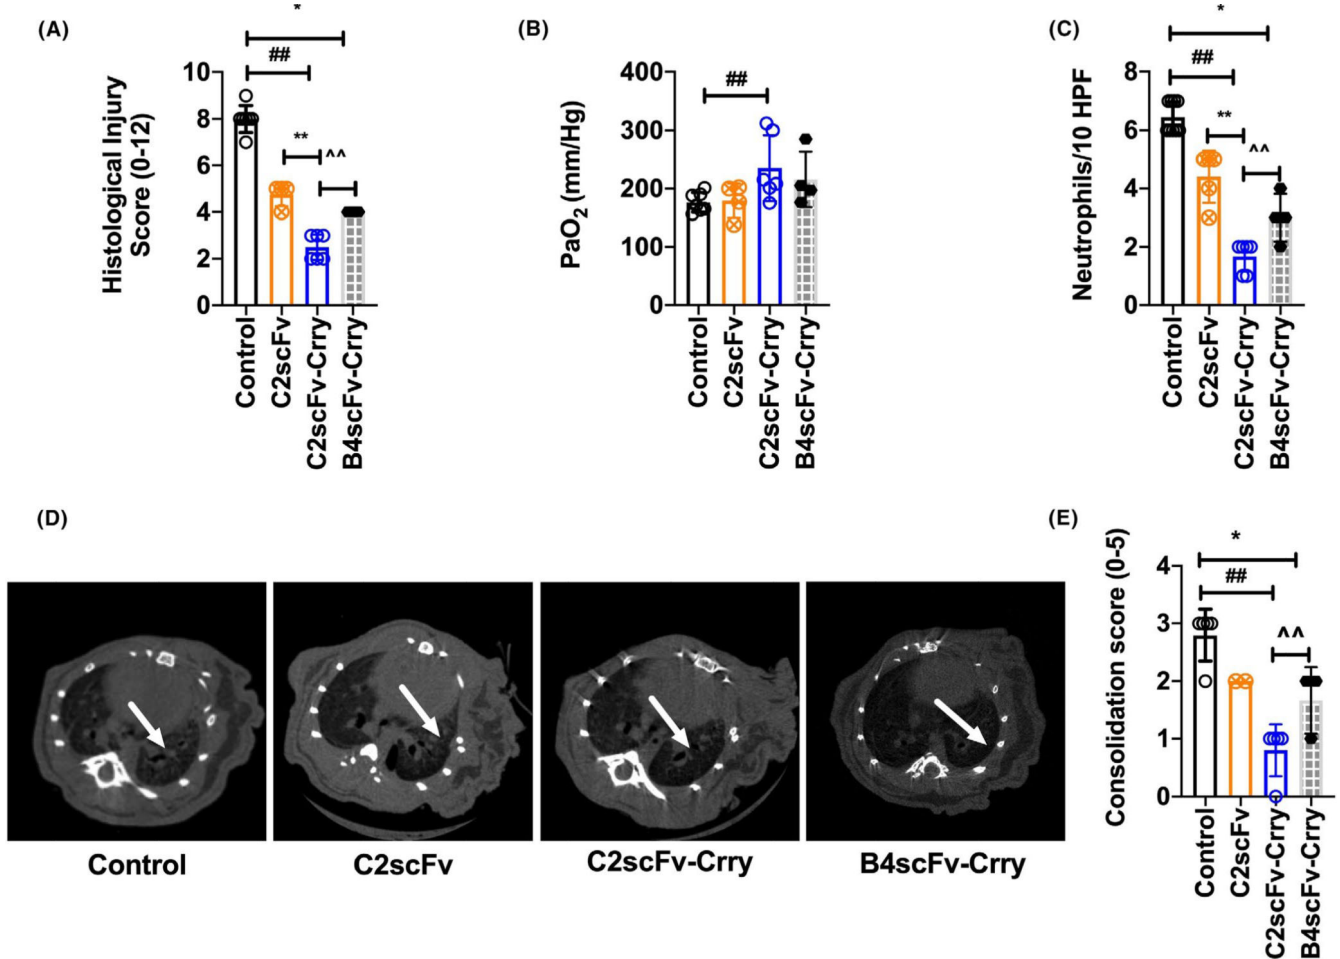 (A)
*
##
**
^^
Histological Injury
Score (0-12)
10
8
6
4
2
0
Control
C2scFv
C2scFv-Crry
B4scFv-Crry
(B)
##
PaO2 (mm/Hg)
400
300
200
100
0
Control
C2scFv
C2scFv-Crry
B4scFv-Crry
(C)
*
##
**
^^
Neutrophils/10 HPF
8
6
4
2
0
Control
C2scFv
C2scFv-Crry
B4scFv-Crry
(D)
Control
C2scFv
C2scFv-Crry
B4scFv-Crry
(E)
*
##
^^
Consolidation score (0-5)
4
3
2
1
0
Control
C2scFv
C2scFv-Crry
B4scFv-Crry